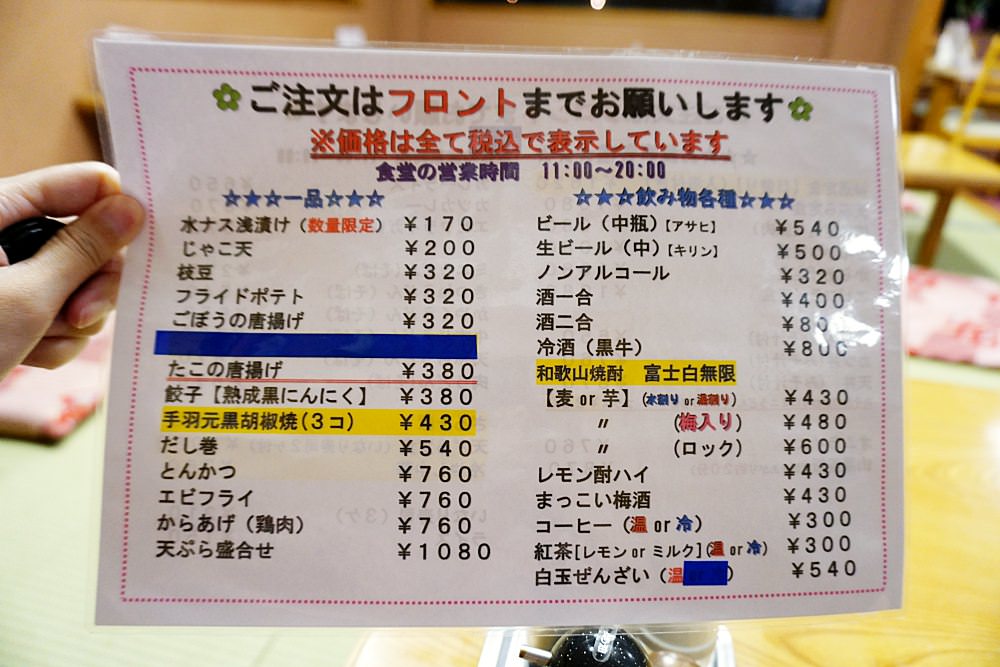 ご注文はフロントまでお願いします
※価格は全て税込で表示しています
食堂の営業時間 11:00～20:00
☆☆☆一品☆☆☆
水ナス浅漬け（数量限定） ￥170
じゃこ天 ￥200
枝豆 ￥320
フライドポテト ￥320
ごぼうの唐揚げ ￥320
たこの唐揚げ ￥380
餃子【熟成黒にんにく】 ￥380
手羽元黒胡椒焼(３コ) ￥430
だし巻 ￥540
とんかつ ￥760
エビフライ ￥760
からあげ（鶏肉） ￥760
天ぷら盛合せ ￥1080
☆☆☆飲み物各種☆☆☆
ビール（中瓶）【アサヒ】 ￥540
生ビール（中）【キリン】 ￥500
ノンアルコール ￥320
酒一合 ￥400
酒二合 ￥800
冷酒（黒牛） ￥800
和歌山焼酎 富士白無限
【麦 or 芋】（水割り or 湯割り） ￥430
〃 （梅入り） ￥480
〃 （ロック） ￥600
レモン酎ハイ ￥430
まっこい梅酒 ￥430
コーヒー（温 or 冷） ￥300
紅茶[レモン or ミルク]（温 or 冷） ￥300
白玉ぜんざい（温） ￥540